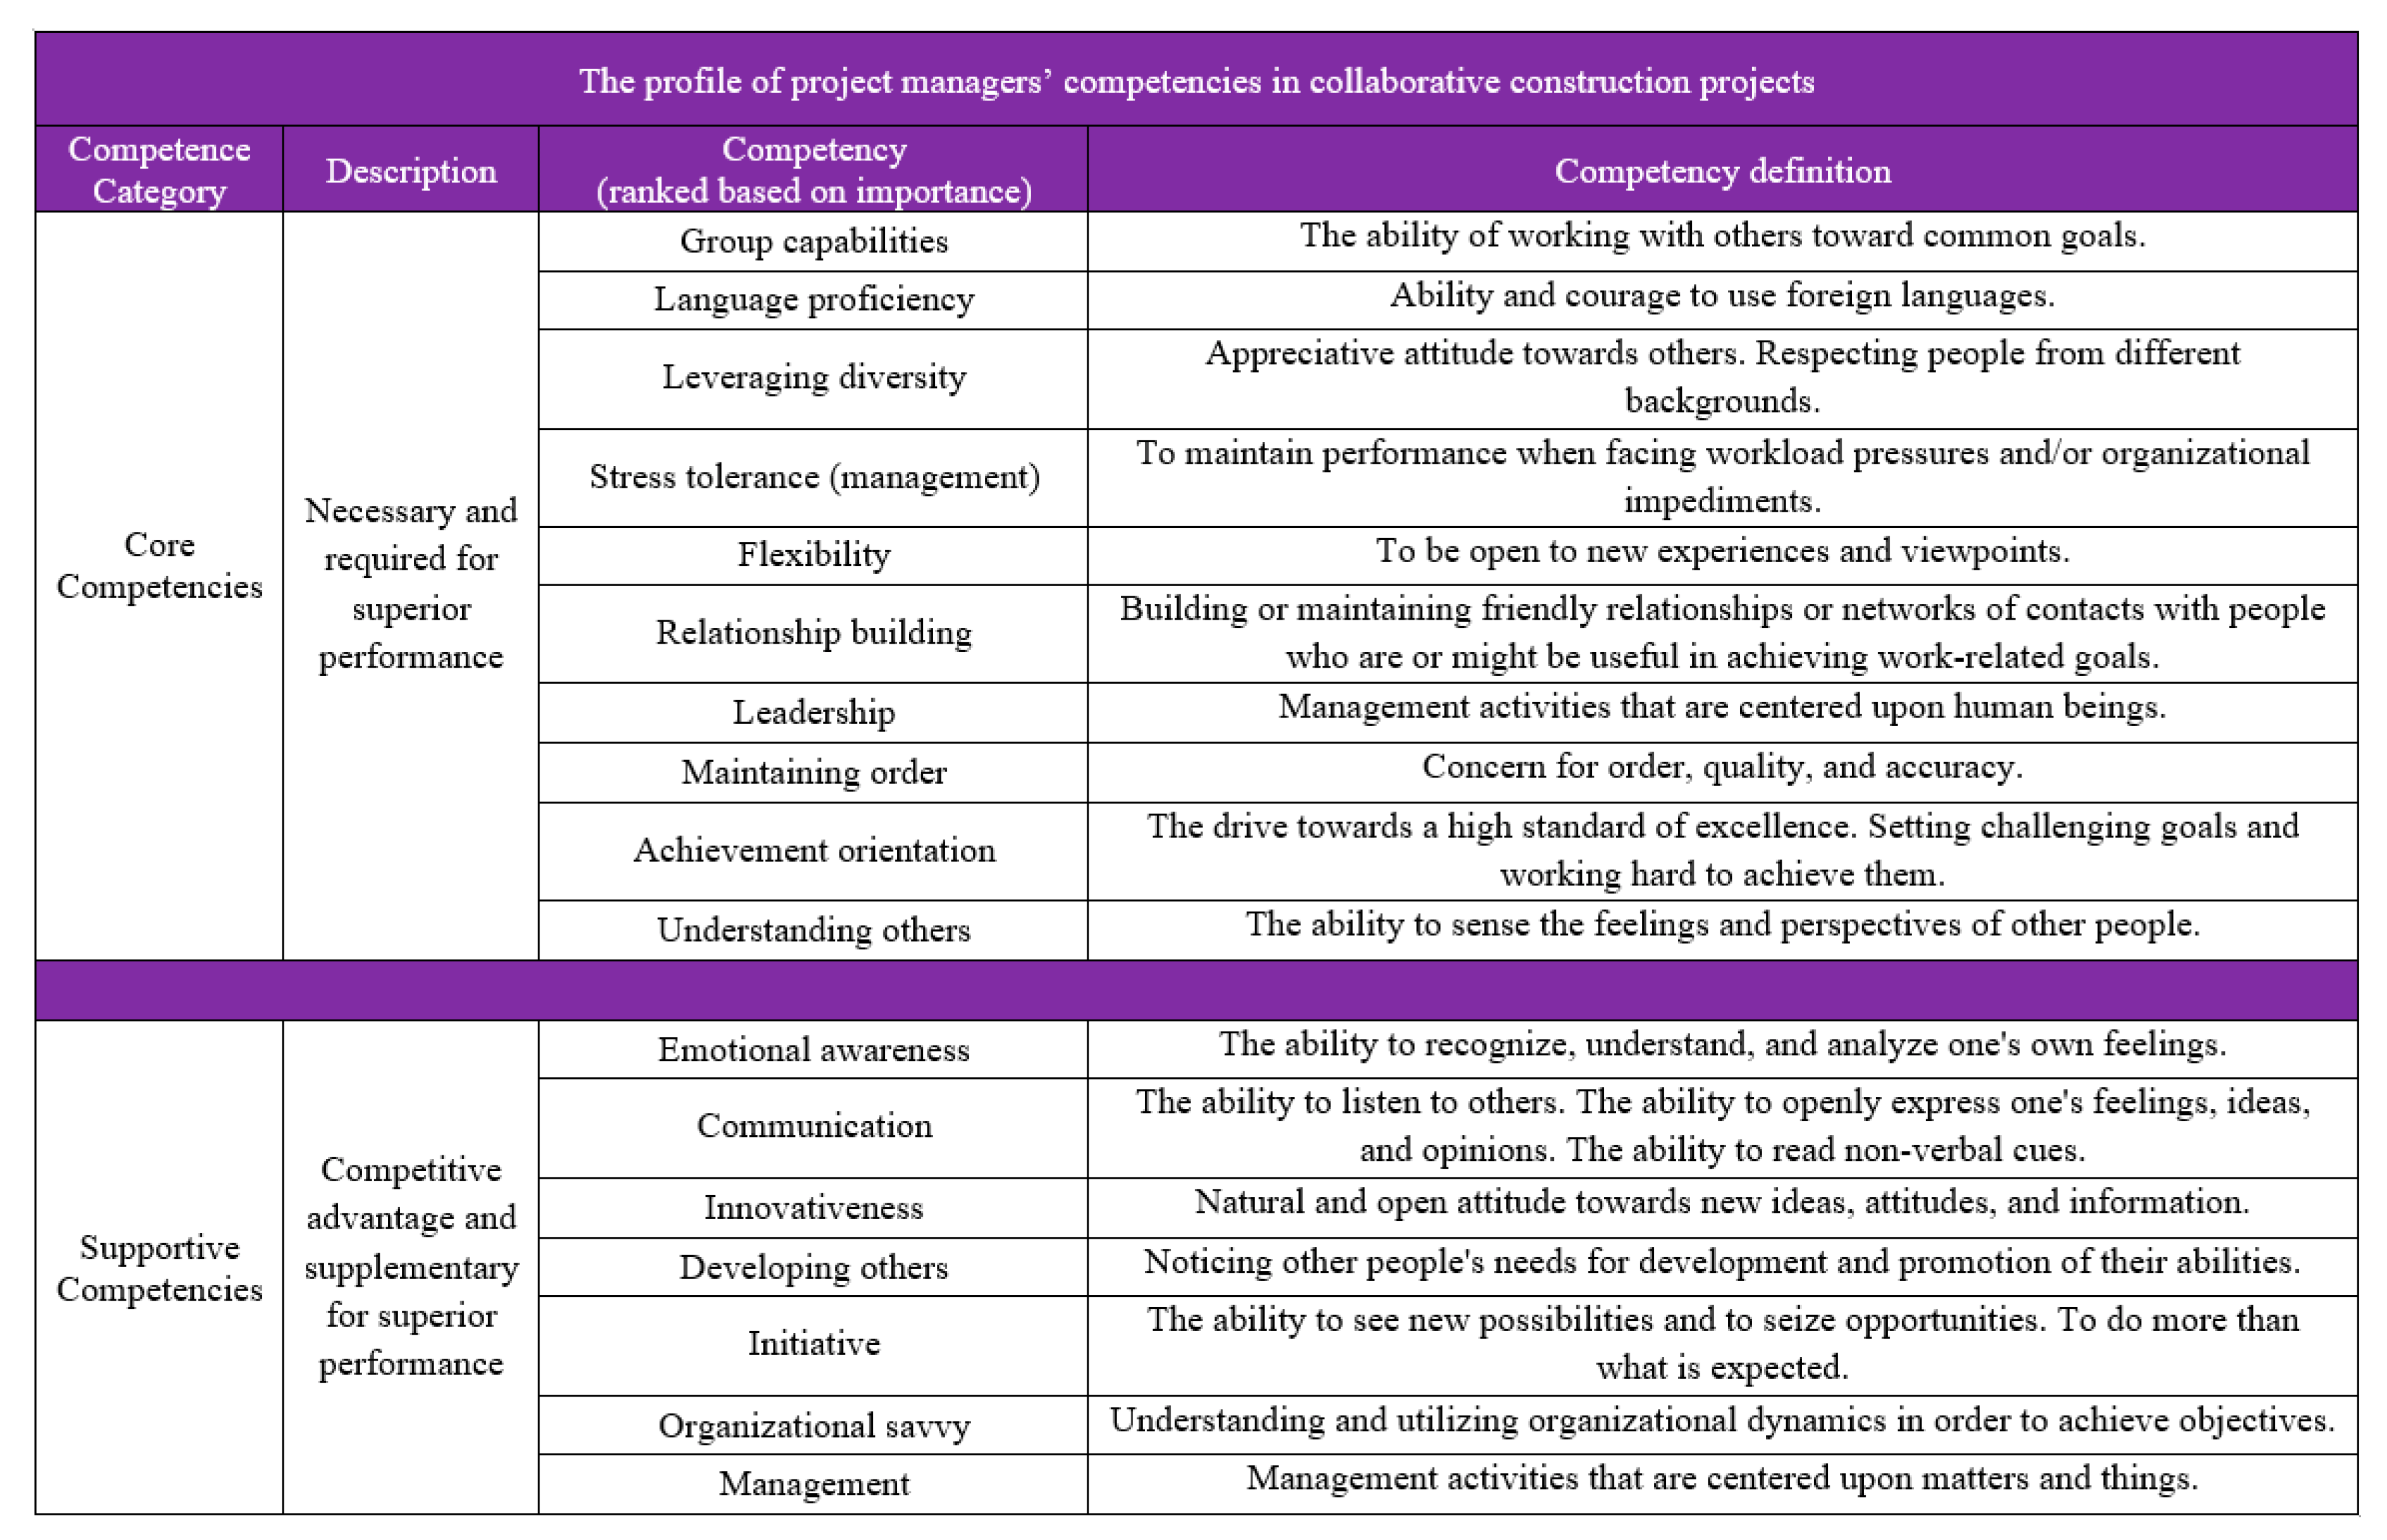 The profile of project managers’ competencies in collaborative construction projects
Competence
Category
Description
Competency
(ranked based on importance)
Competency definition
Core
Competencies
Necessary and
required for
superior
performance
Group capabilities
The ability of working with others toward common goals.
Language proficiency
Ability and courage to use foreign languages.
Leveraging diversity
Appreciative attitude towards others. Respecting people from different
backgrounds.
Stress tolerance (management)
To maintain performance when facing workload pressures and/or organizational
impediments.
Flexibility
To be open to new experiences and viewpoints.
Relationship building
Building or maintaining friendly relationships or networks of contacts with people
who are or might be useful in achieving work-related goals.
Leadership
Management activities that are centered upon human beings.
Maintaining order
Concern for order, quality, and accuracy.
Achievement orientation
The drive towards a high standard of excellence. Setting challenging goals and
working hard to achieve them.
Understanding others
The ability to sense the feelings and perspectives of other people.
Supportive
Competencies
Competitive
advantage and
supplementary
for superior
performance
Emotional awareness
The ability to recognize, understand, and analyze one's own feelings.
Communication
The ability to listen to others. The ability to openly express one's feelings, ideas,
and opinions. The ability to read non-verbal cues.
Innovativeness
Natural and open attitude towards new ideas, attitudes, and information.
Developing others
Noticing other people's needs for development and promotion of their abilities.
Initiative
The ability to see new possibilities and to seize opportunities. To do more than
what is expected.
Organizational savvy
Understanding and utilizing organizational dynamics in order to achieve objectives.
Management
Management activities that are centered upon matters and things.